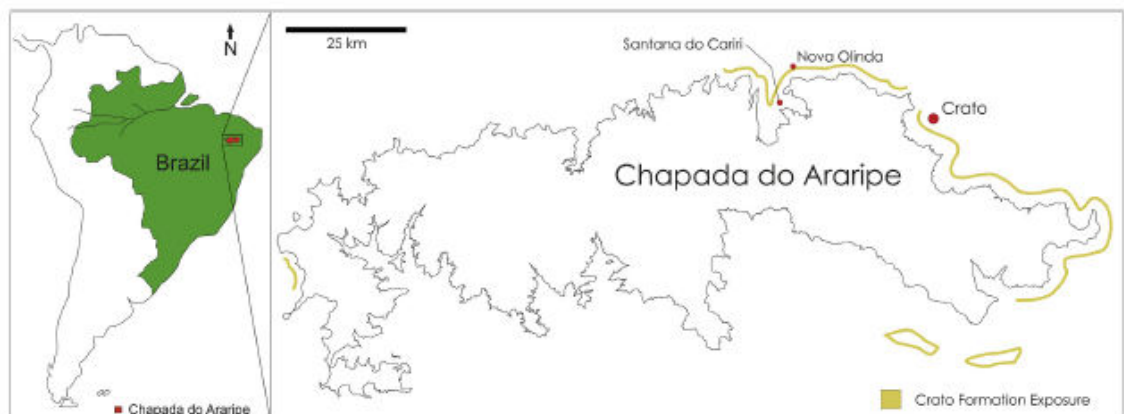 N
Brazil
Chapada do Araripe
25 km
Santana do Cariri
Nova Olinda
Crato
Chapada do Araripe
Crato Formation Exposure